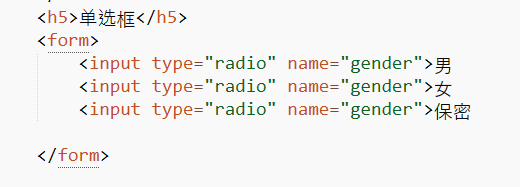 <h5>单选框</h5>
<form>
<input type="radio" name="gender">男
<input type="radio" name="gender">女
<input type="radio" name="gender">保密
</form>